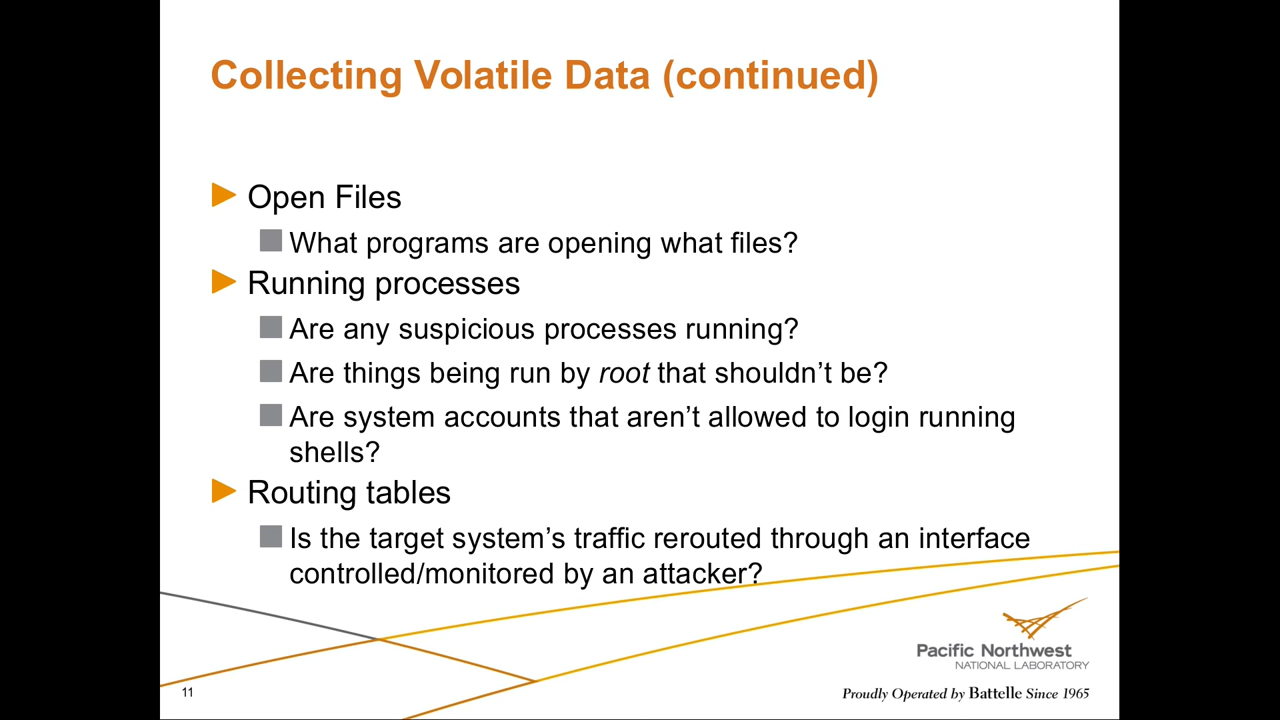 Collecting Volatile Data (continued)
Open Files
What programs are opening what files?
Running processes
Are any suspicious processes running?
Are things being run by root that shouldn’t be?
Are system accounts that aren’t allowed to login running
shells?
Routing tables
Is the target system’s traffic rerouted through an interface
controlled/monitored by an attacker?
Pacific Northwest
NATIONAL LABORATORY
11
Proudly Operated by Battelle Since 1965